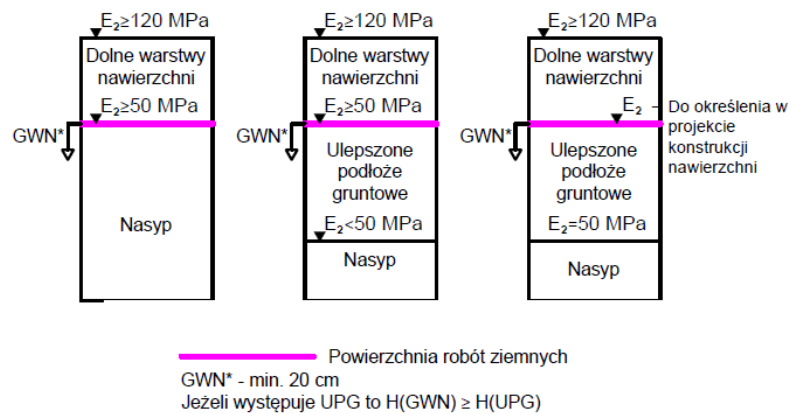 E₂≥120 MPa
Dolne warstwy
nawierzchni
E₂≥50 MPa
GWN*
Nasyp
E₂≥120 MPa
Dolne warstwy
nawierzchni
E₂≥50 MPa
GWN*
Ulepszone
podłoże
gruntowe
E₂<50 MPa
Nasyp
E₂≥120 MPa
Dolne warstwy
nawierzchni
E₂ - Do określenia w
projekcie
konstrukcji
nawierzchni
GWN*
Ulepszone
podłoże
gruntowe
E₂=50 MPa
Nasyp
Powierzchnia robót ziemnych
GWN* - min. 20 cm
Jeżeli występuje UPG to H(GWN) ≥ H(UPG)